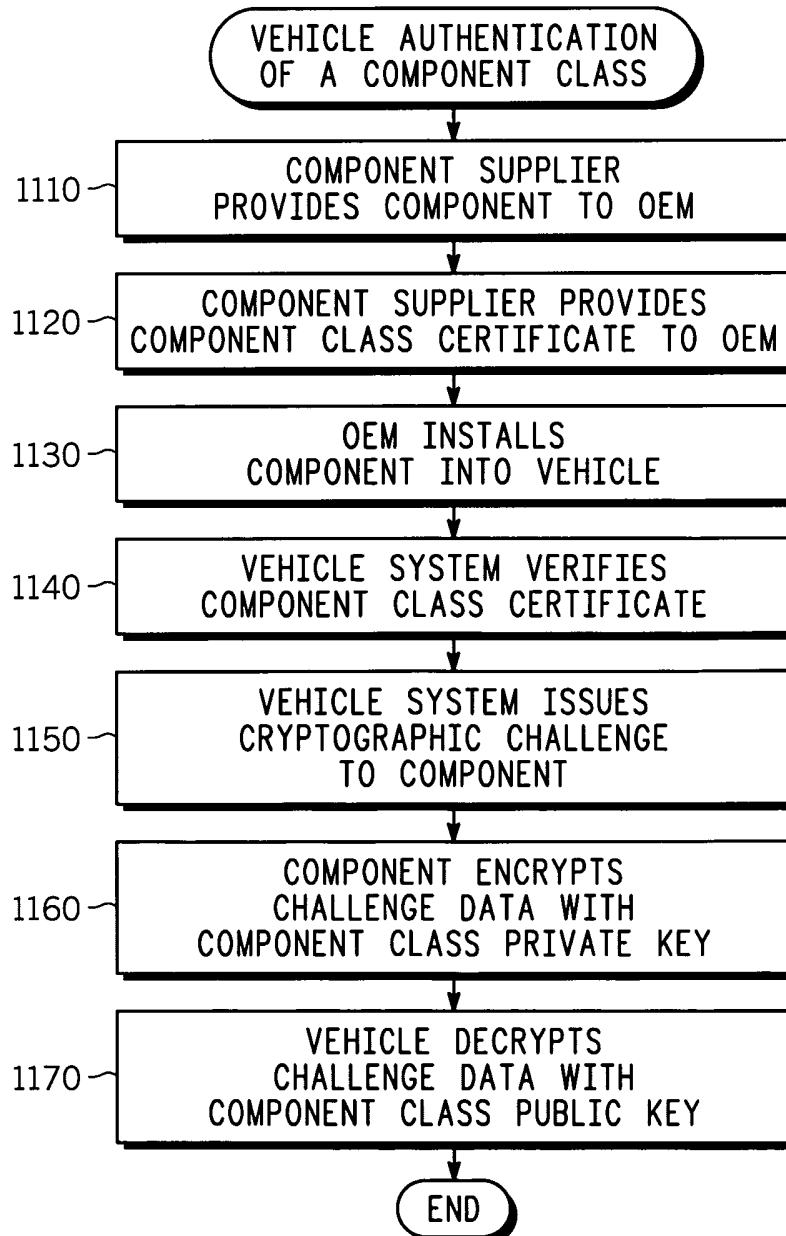 VEHICLE AUTHENTICATION
OF A COMPONENT CLASS
1110
COMPONENT SUPPLIER
PROVIDES COMPONENT TO OEM
1120
COMPONENT SUPPLIER PROVIDES
COMPONENT CLASS CERTIFICATE TO OEM
1130
OEM INSTALLS
COMPONENT INTO VEHICLE
1140
VEHICLE SYSTEM VERIFIES
COMPONENT CLASS CERTIFICATE
1150
VEHICLE SYSTEM ISSUES
CRYPTOGRAPHIC CHALLENGE
TO COMPONENT
1160
COMPONENT ENCRYPTS
CHALLENGE DATA WITH
COMPONENT CLASS PRIVATE KEY
1170
VEHICLE DECRYPTS
CHALLENGE DATA WITH
COMPONENT CLASS PUBLIC KEY
END